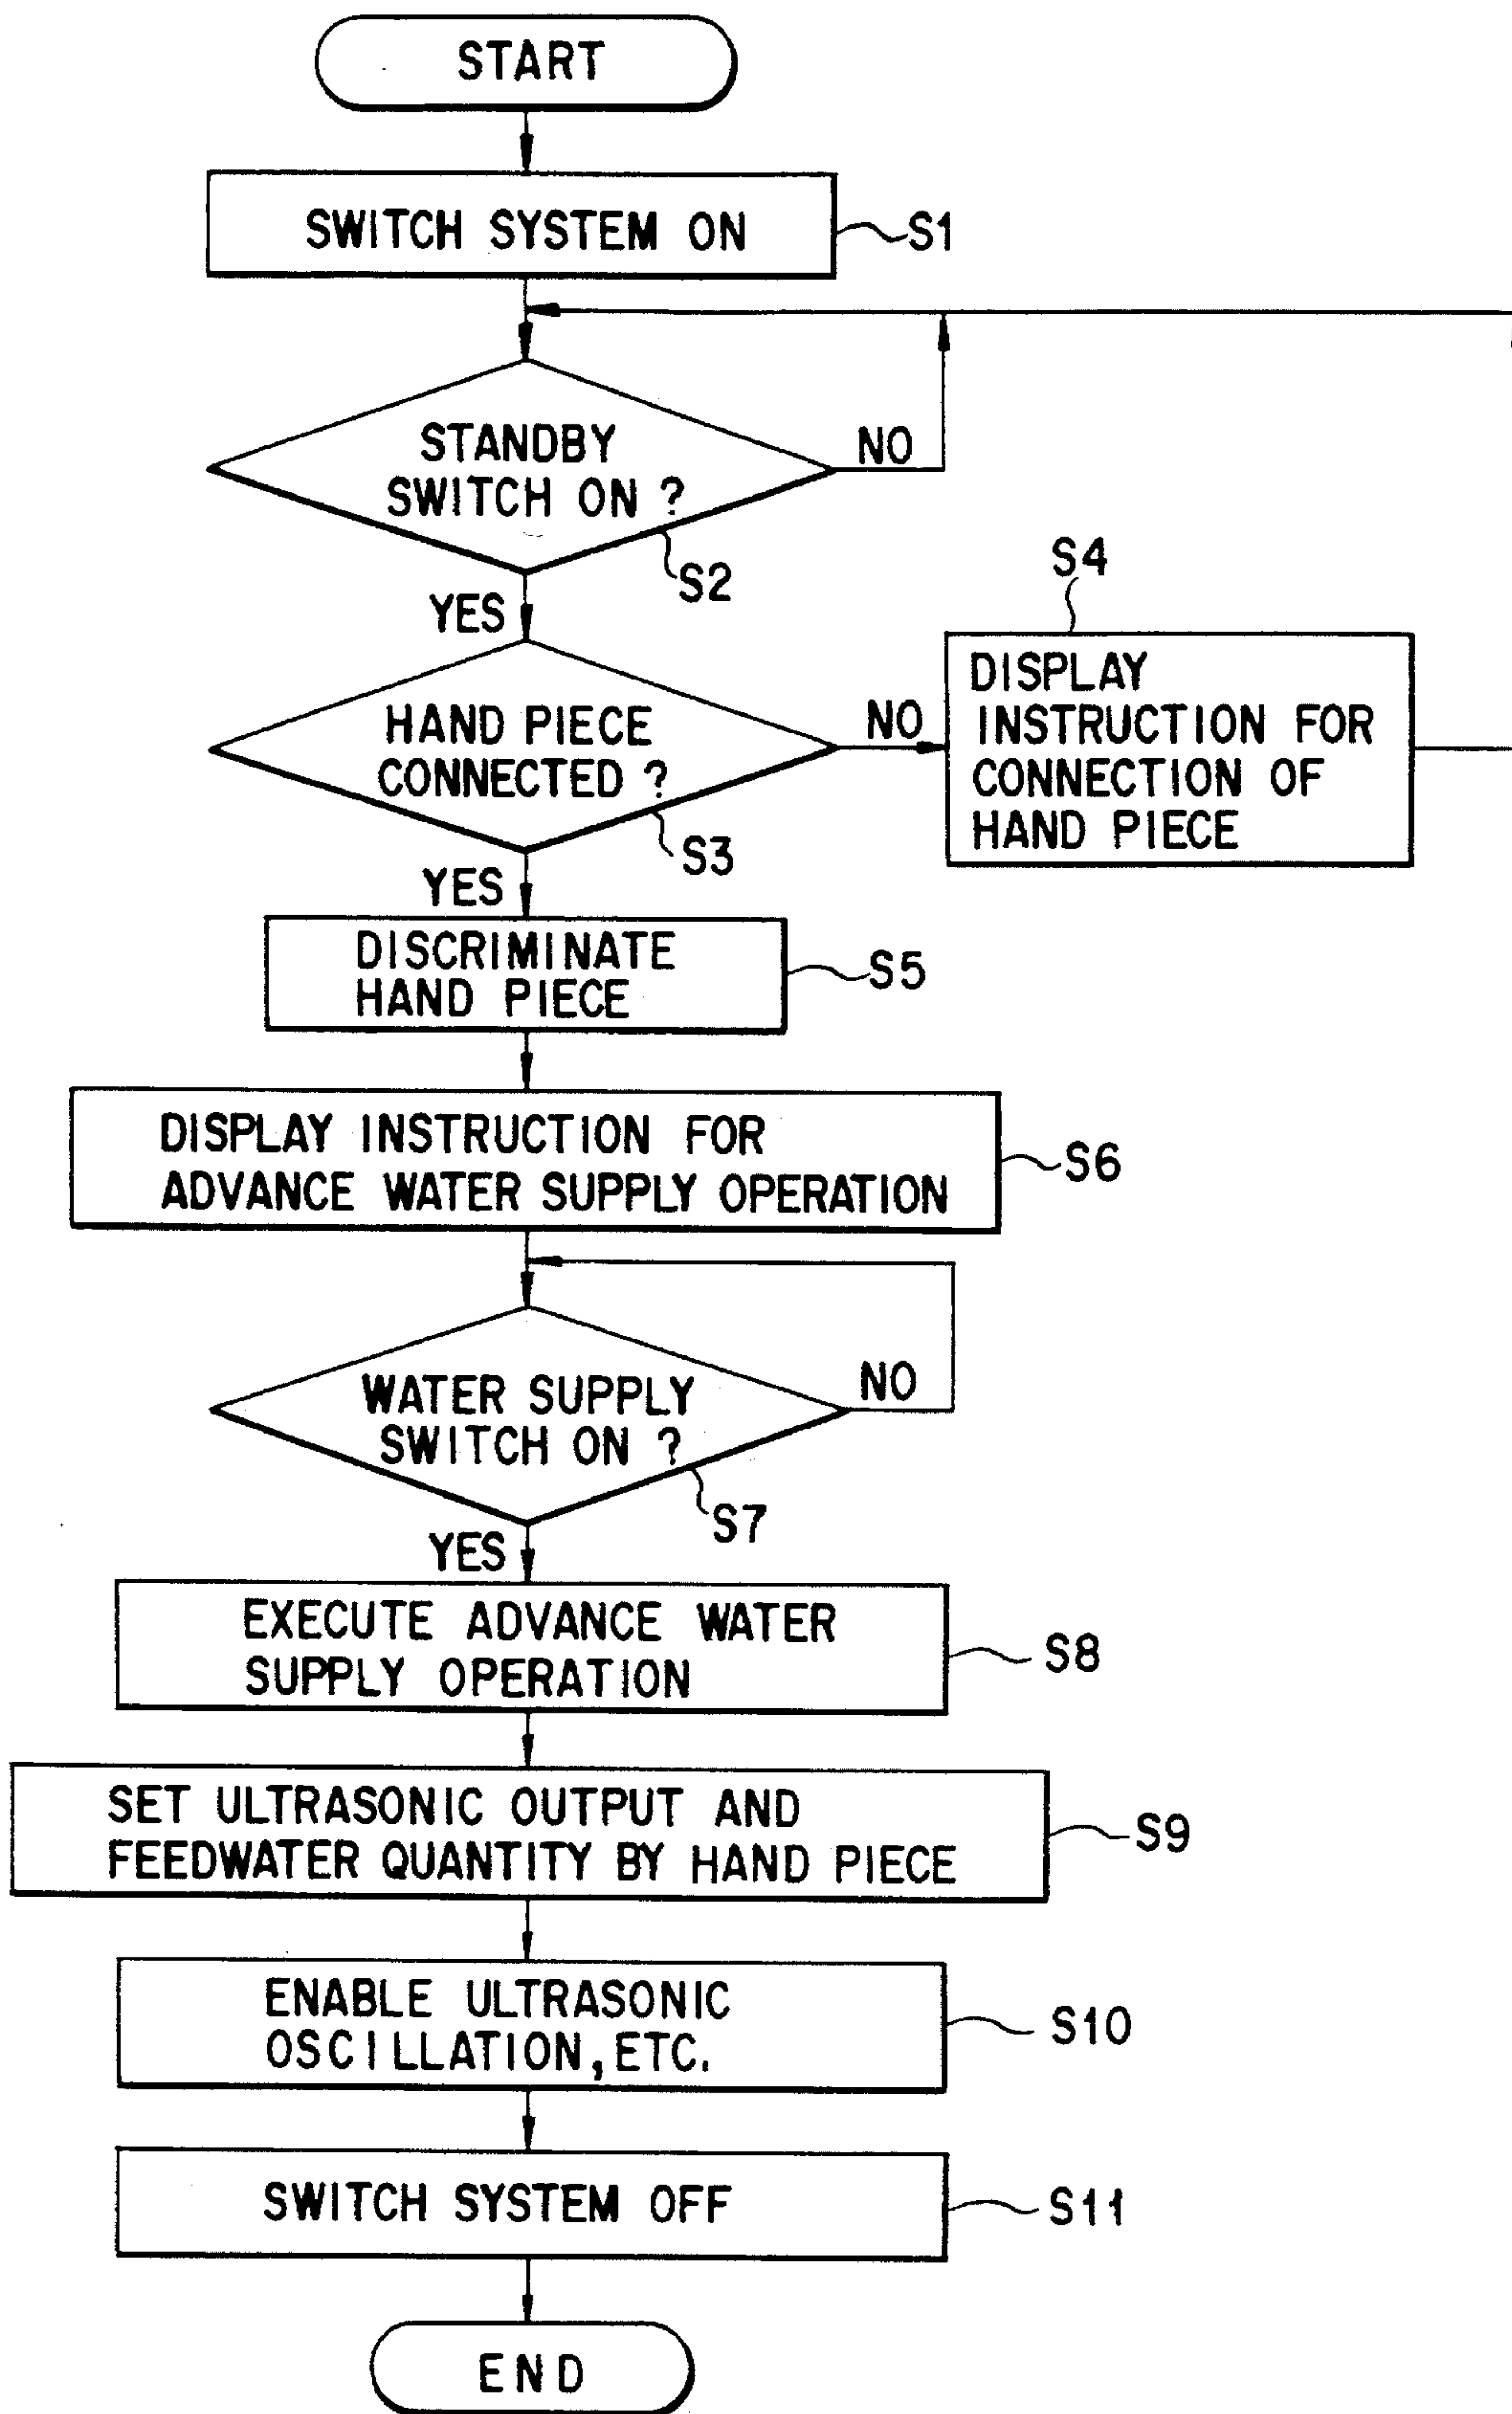 START
SWITCH SYSTEM ON
S1
STANDBY
SWITCH ON ?
NO
S2
YES
HAND PIECE
CONNECTED ?
NO
S3
S4
DISPLAY
INSTRUCTION FOR
CONNECTION OF
HAND PIECE
YES
DISCRIMINATE
HAND PIECE
S5
DISPLAY INSTRUCTION FOR
ADVANCE WATER SUPPLY OPERATION
S6
WATER SUPPLY
SWITCH ON ?
NO
S7
YES
EXECUTE ADVANCE WATER
SUPPLY OPERATION
S8
SET ULTRASONIC OUTPUT AND
FEEDWATER QUANTITY BY HAND PIECE
S9
ENABLE ULTRASONIC
OSCILLATION, ETC.
S10
SWITCH SYSTEM OFF
S11
END